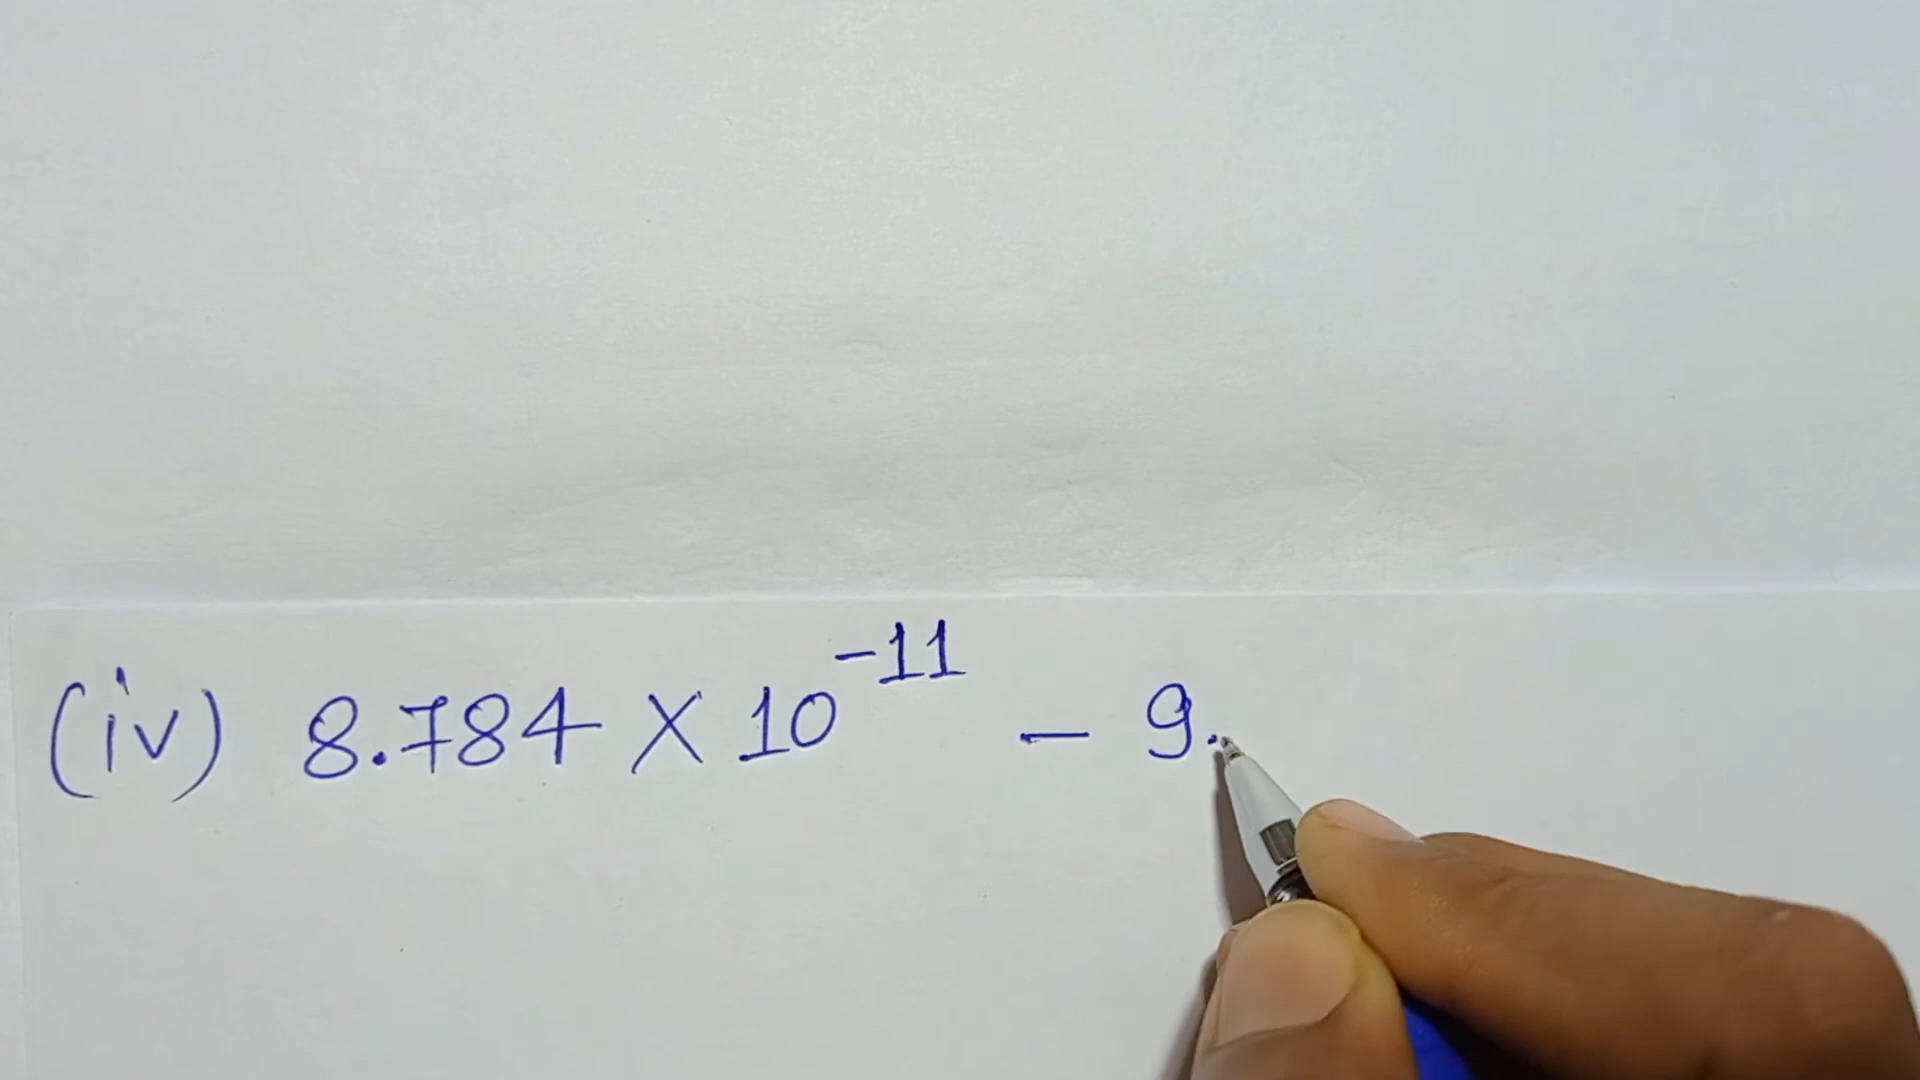 (iv) 8.784 × 10⁻¹¹ – 9.